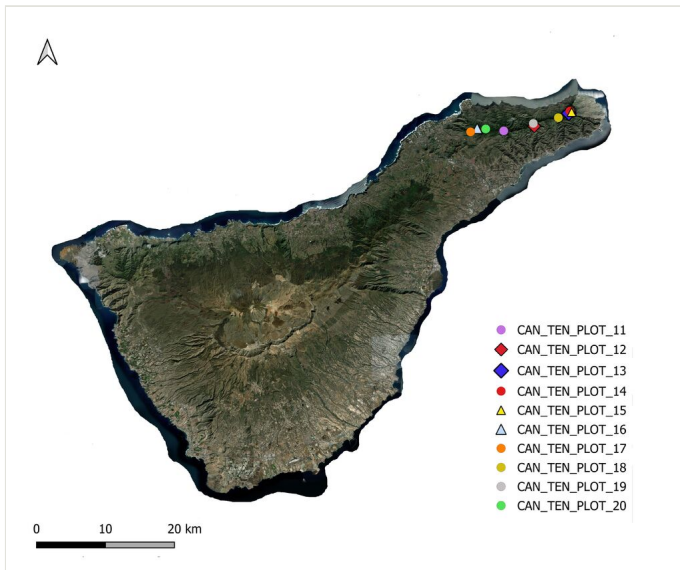 CAN_TEN_PLOT_11
CAN_TEN_PLOT_12
CAN_TEN_PLOT_13
CAN_TEN_PLOT_14
CAN_TEN_PLOT_15
CAN_TEN_PLOT_16
CAN_TEN_PLOT_17
CAN_TEN_PLOT_18
CAN_TEN_PLOT_19
CAN_TEN_PLOT_20
0 10 20 km